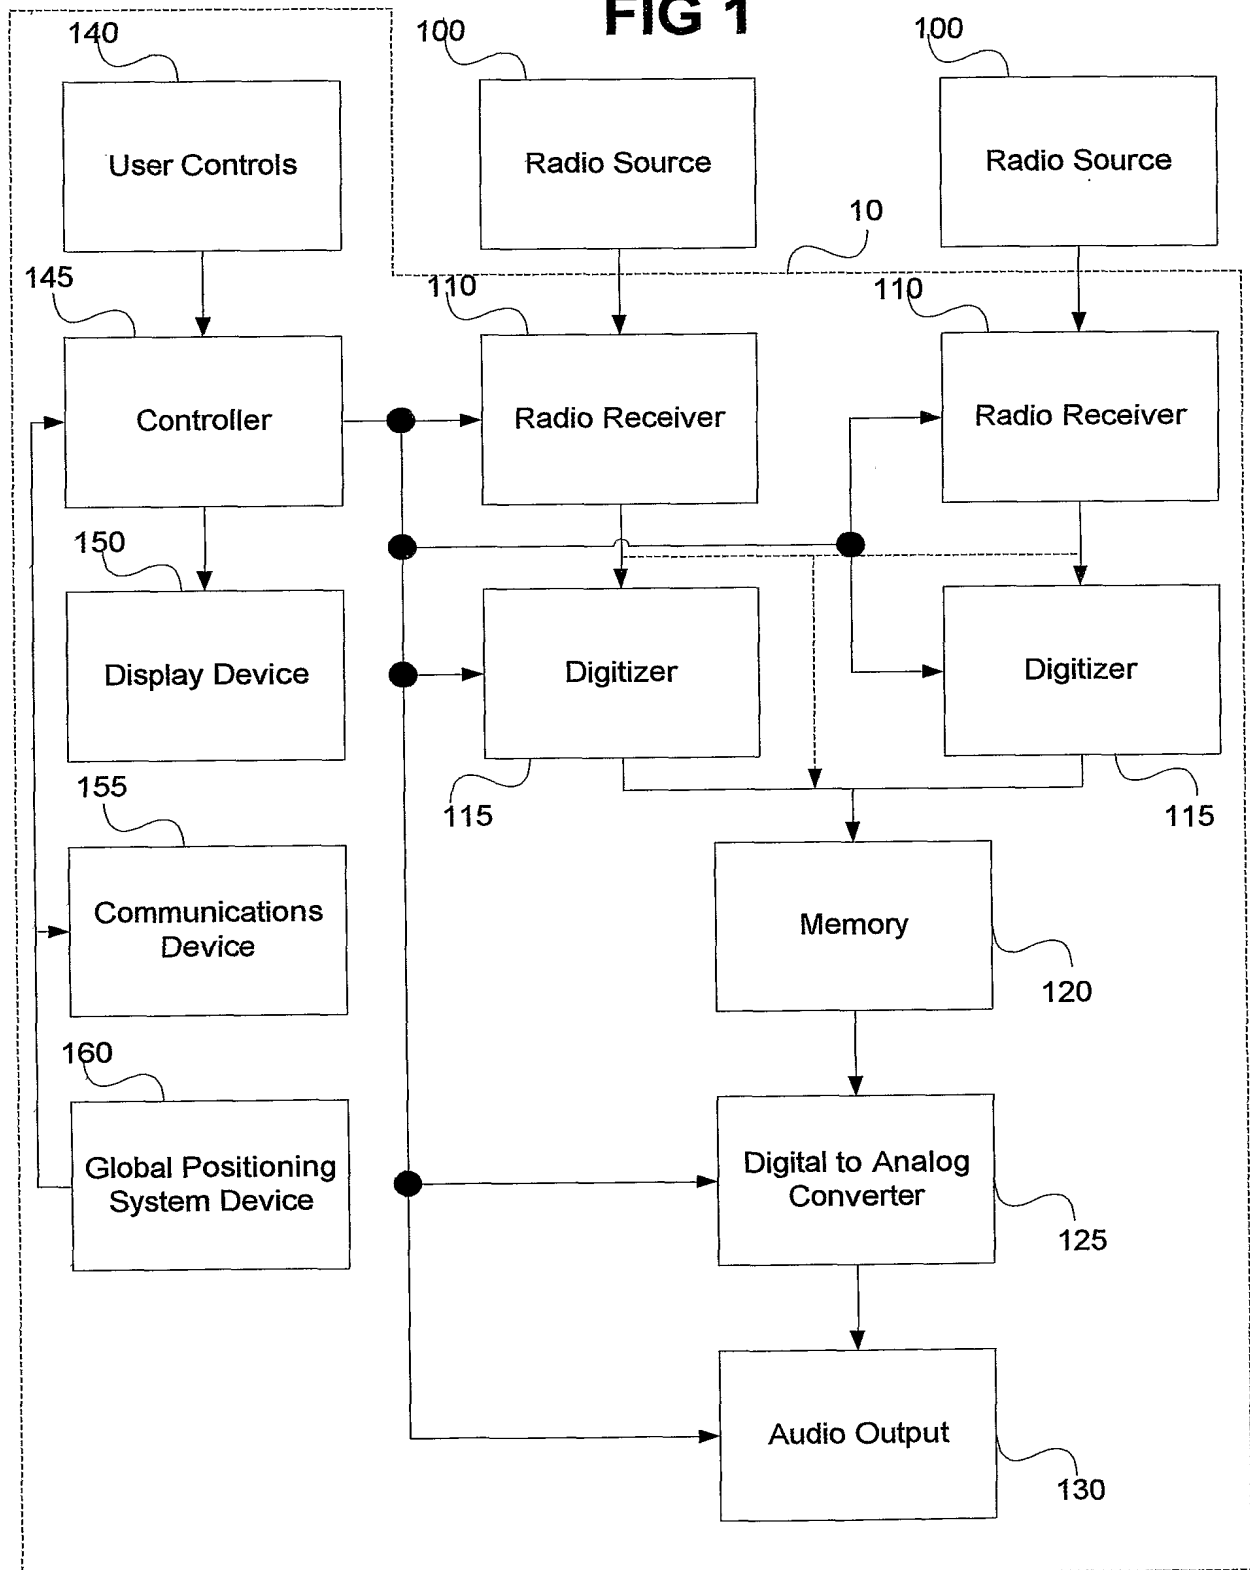 FIG 1
140
100
100
User Controls
Radio Source
Radio Source
10
145
110
110
Controller
Radio Receiver
Radio Receiver
150
Display Device
Digitizer
Digitizer
155
115
115
Communications
Device
Memory
120
160
Global Positioning
System Device
Digital to Analog
Converter
125
Audio Output
130